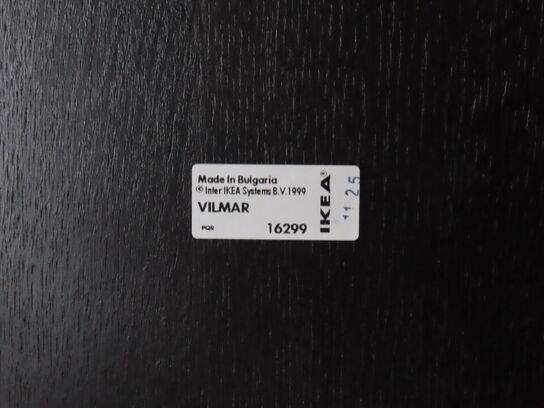 Made In Bulgaria
© Inter IKEA Systems B.V.1999
VILMAR
PQR 16299
IKEA®
11 25